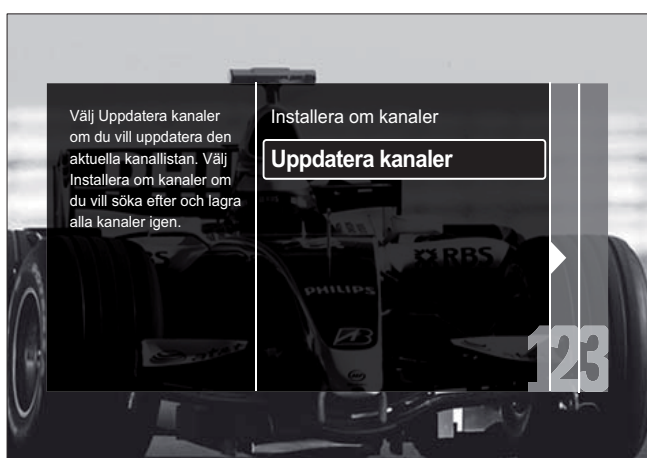 Välj Uppdatera kanaler
om du vill uppdatera den
aktuella kanallistan. Välj
Installera om kanaler om
du vill söka efter och lagra
alla kanaler igen.
Installera om kanaler
Uppdatera kanaler
RBS
PHILIPS
at&t
123